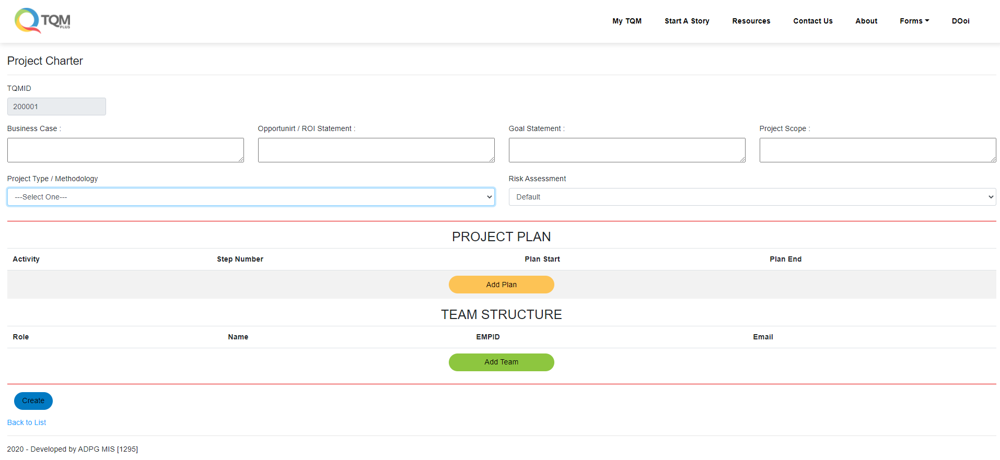 TQM
PLUS
My TQM Start A Story Resources Contact Us About Forms DOoi
Project Charter
TQMID
200001
Business Case : Opportunirt / ROI Statement : Goal Statement : Project Scope :
Project Type / Methodology Risk Assessment
---Select One--- Default
PROJECT PLAN
Activity Step Number Plan Start Plan End
Add Plan
TEAM STRUCTURE
Role Name EMPID Email
Add Team
Create
Back to List
2020 - Developed by ADPG MIS [1295]